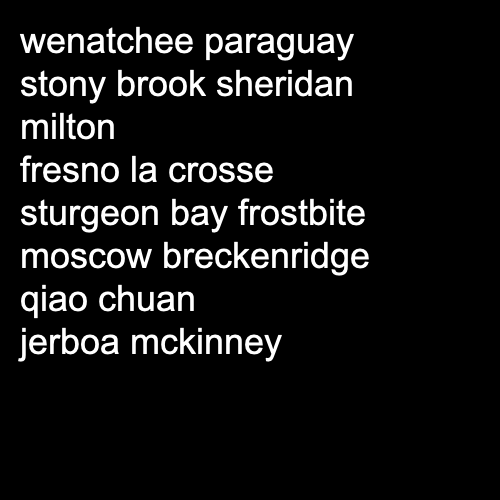 wenatchee paraguay
stony brook sheridan
milton
fresno la crosse
sturgeon bay frostbite
moscow breckenridge
qiao chuan
jerboa mckinney